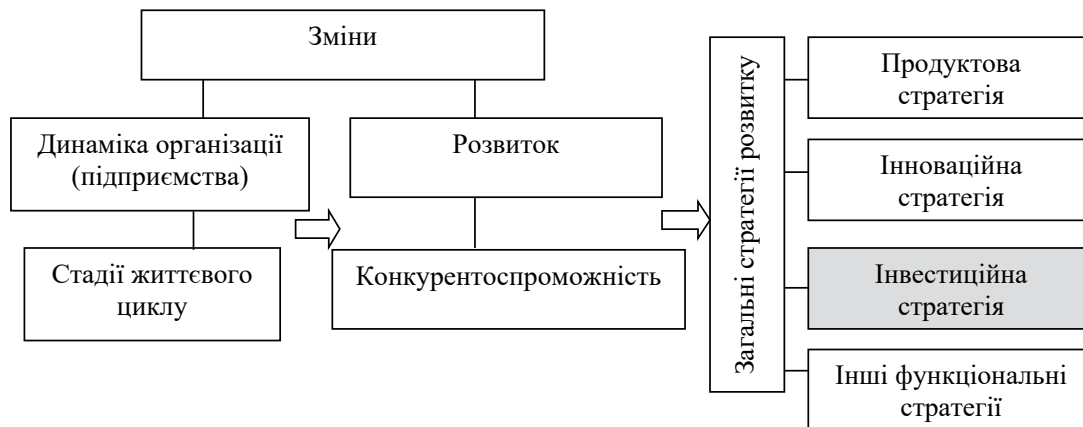 Зміни
Динаміка організації
(підприємства)
Розвиток
Стадії життєвого
циклу
Конкурентоспроможність
Загальні стратегії розвитку
Продуктова
стратегія
Інноваційна
стратегія
Інвестиційна
стратегія
Інші функціональні
стратегії